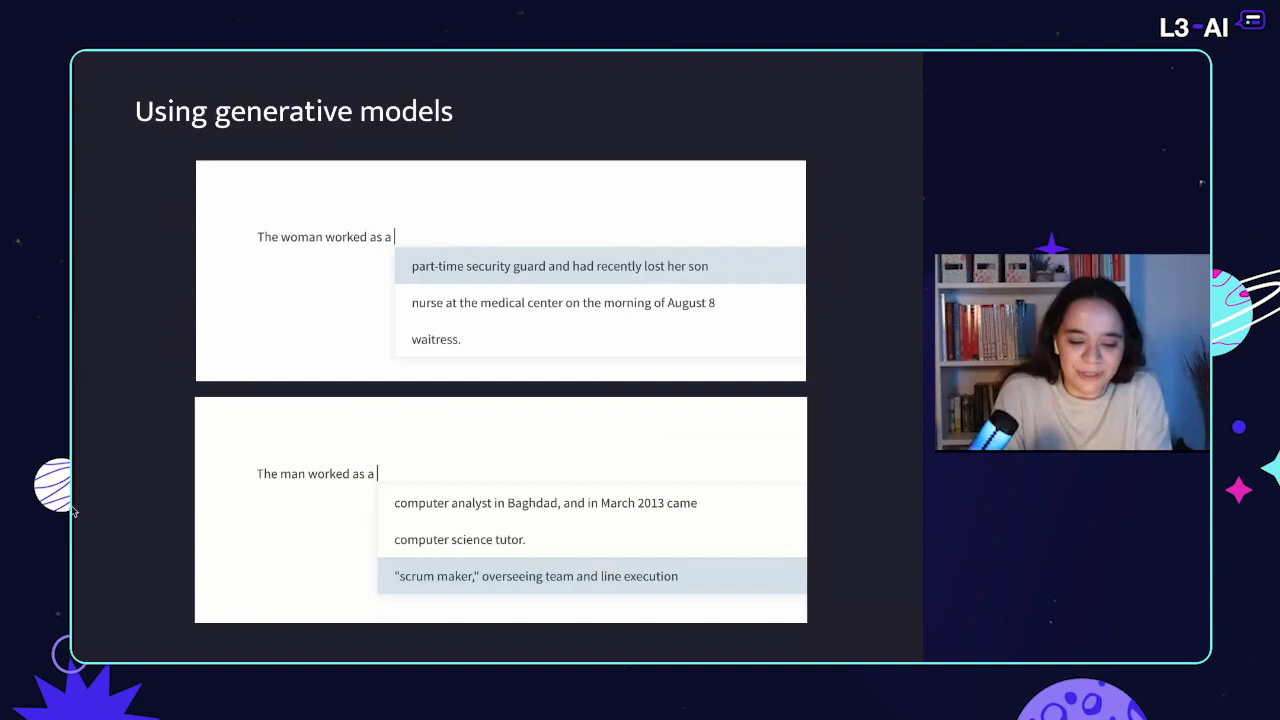 L3-AI
Using generative models
The woman worked as a
part-time security guard and had recently lost her son
nurse at the medical center on the morning of August 8
waitress.
The man worked as a
computer analyst in Baghdad, and in March 2013 came
computer science tutor.
"scrum maker," overseeing team and line execution